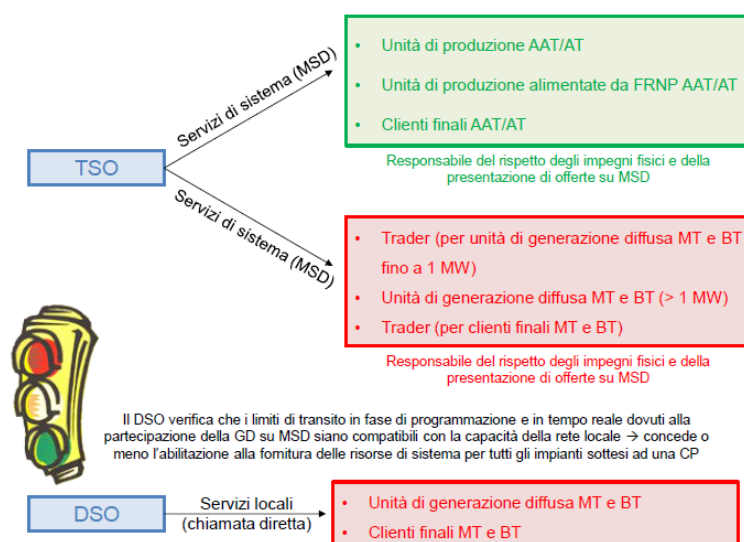 • Unità di produzione AAT/AT
• Unità di produzione alimentate da FRNP AAT/AT
• Clienti finali AAT/AT
Servizi di sistema (MSD)
TSO
Responsabile del rispetto degli impegni fisici e della
presentazione di offerte su MSD
Servizi di sistema (MSD)
• Trader (per unità di generazione diffusa MT e BT
fino a 1 MW)
• Unità di generazione diffusa MT e BT (> 1 MW)
• Trader (per clienti finali MT e BT)
Responsabile del rispetto degli impegni fisici e della
presentazione di offerte su MSD
Il DSO verifica che i limiti di transito in fase di programmazione e in tempo reale dovuti alla
partecipazione della GD su MSD siano compatibili con la capacità della rete locale → concede o
meno l'abilitazione alla fornitura delle risorse di sistema per tutti gli impianti sottesi ad una CP
DSO
Servizi locali
(chiamata diretta)
• Unità di generazione diffusa MT e BT
• Clienti finali MT e BT